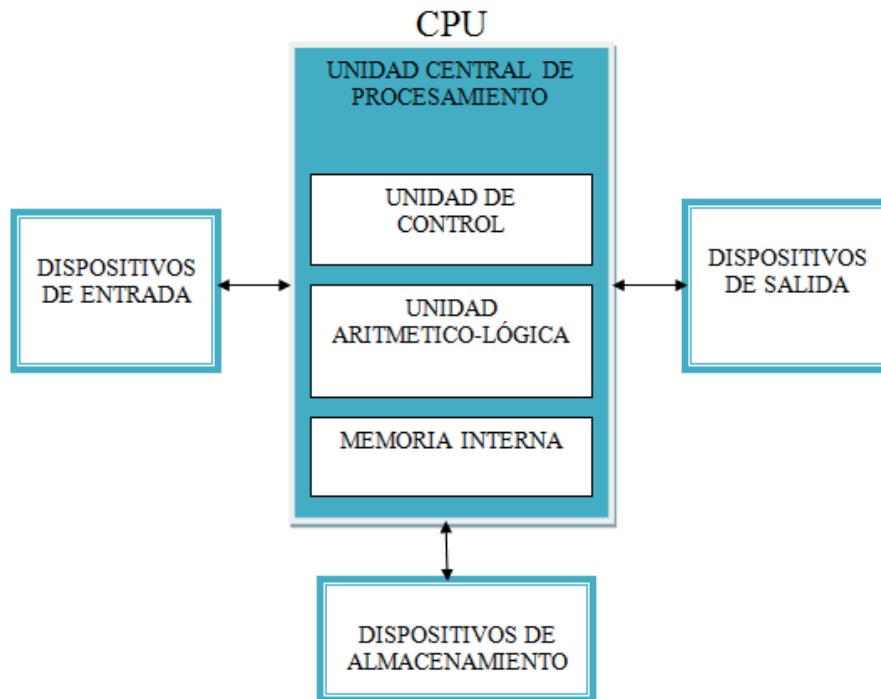 CPU
UNIDAD CENTRAL DE
PROCESAMIENTO
UNIDAD DE
CONTROL
DISPOSITIVOS
DE ENTRADA
UNIDAD
ARITMETICO-LÓGICA
DISPOSITIVOS
DE SALIDA
MEMORIA INTERNA
DISPOSITIVOS DE
ALMACENAMIENTO